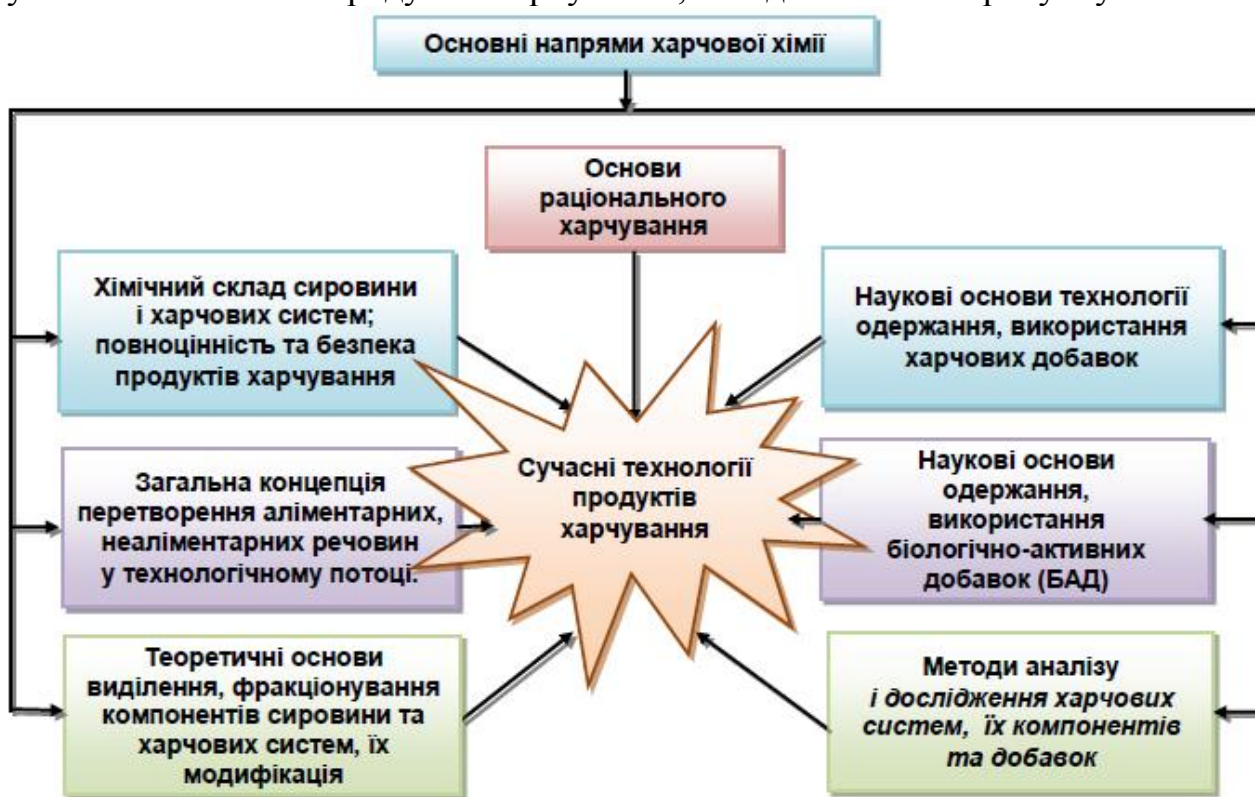 Основні напрями харчової хімії
Основи
раціонального
харчування
Хімічний склад сировини
і харчових систем;
повноцінність та безпека
продуктів харчування
Наукові основи технології
одержання, використання
харчових добавок
Сучасні технології
продуктів
харчування
Загальна концепція
перетворення аліментарних,
неаліментарних речовин
у технологічному потоці.
Наукові основи
одержання,
використання
біологічно-активних
добавок (БАД)
Теоретичні основи
виділення, фракціонування
компонентів сировини та
харчових систем, їх
модифікація
Методи аналізу
і дослідження харчових
систем, їх компонентів
та добавок